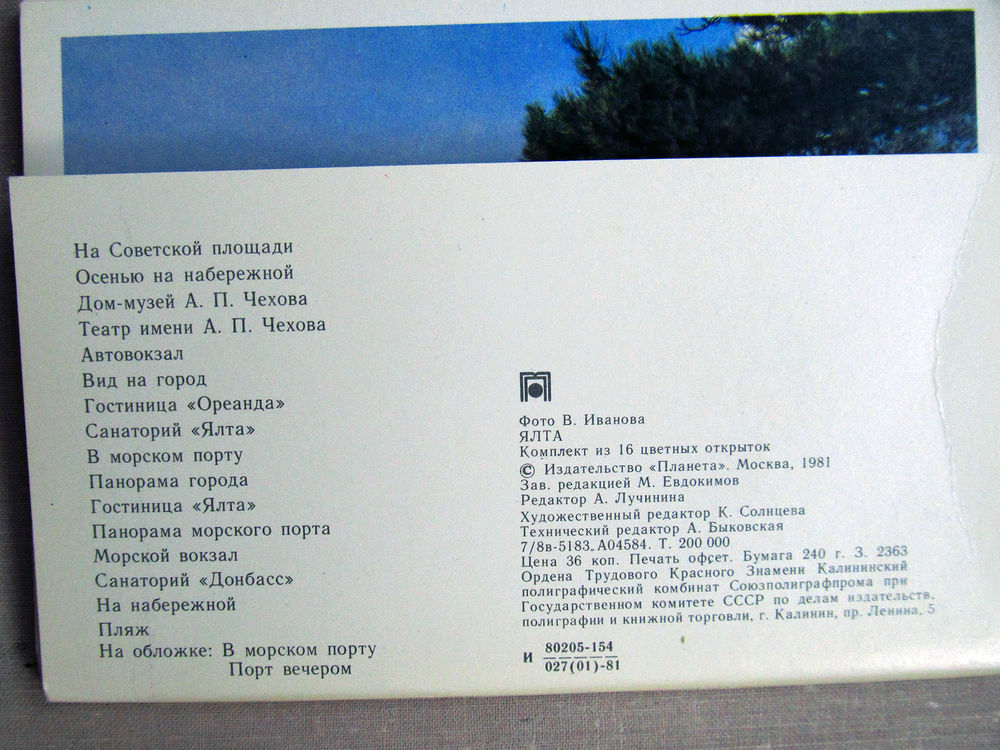 На Советской площади
Осенью на набережной
Дом-музей А. П. Чехова
Театр имени А. П. Чехова
Автовокзал
Вид на город
Гостиница «Ореанда»
Санаторий «Ялта»
В морском порту
Панорама города
Гостиница «Ялта»
Панорама морского порта
Морской вокзал
Санаторий «Донбасс»
На набережной
Пляж
На обложке: В морском порту
Порт вечером
Фото В. Иванова
ЯЛТА
Комплект из 16 цветных открыток
© Издательство «Планета». Москва, 1981
Зав. редакцией М. Евдокимов
Редактор А. Лучинина
Художественный редактор К. Солнцева
Технический редактор А. Быковская
7/8в-5183. А04584. Т. 200 000
Цена 36 коп. Печать офсет. Бумага 240 г. З. 2363
Ордена Трудового Красного Знамени Калининский
полиграфический комбинат Союзполиграфпрома при
Государственном комитете СССР по делам издательств,
полиграфии и книжной торговли, г. Калинин, пр. Ленина, 5
И 80205-154
027(01)-81